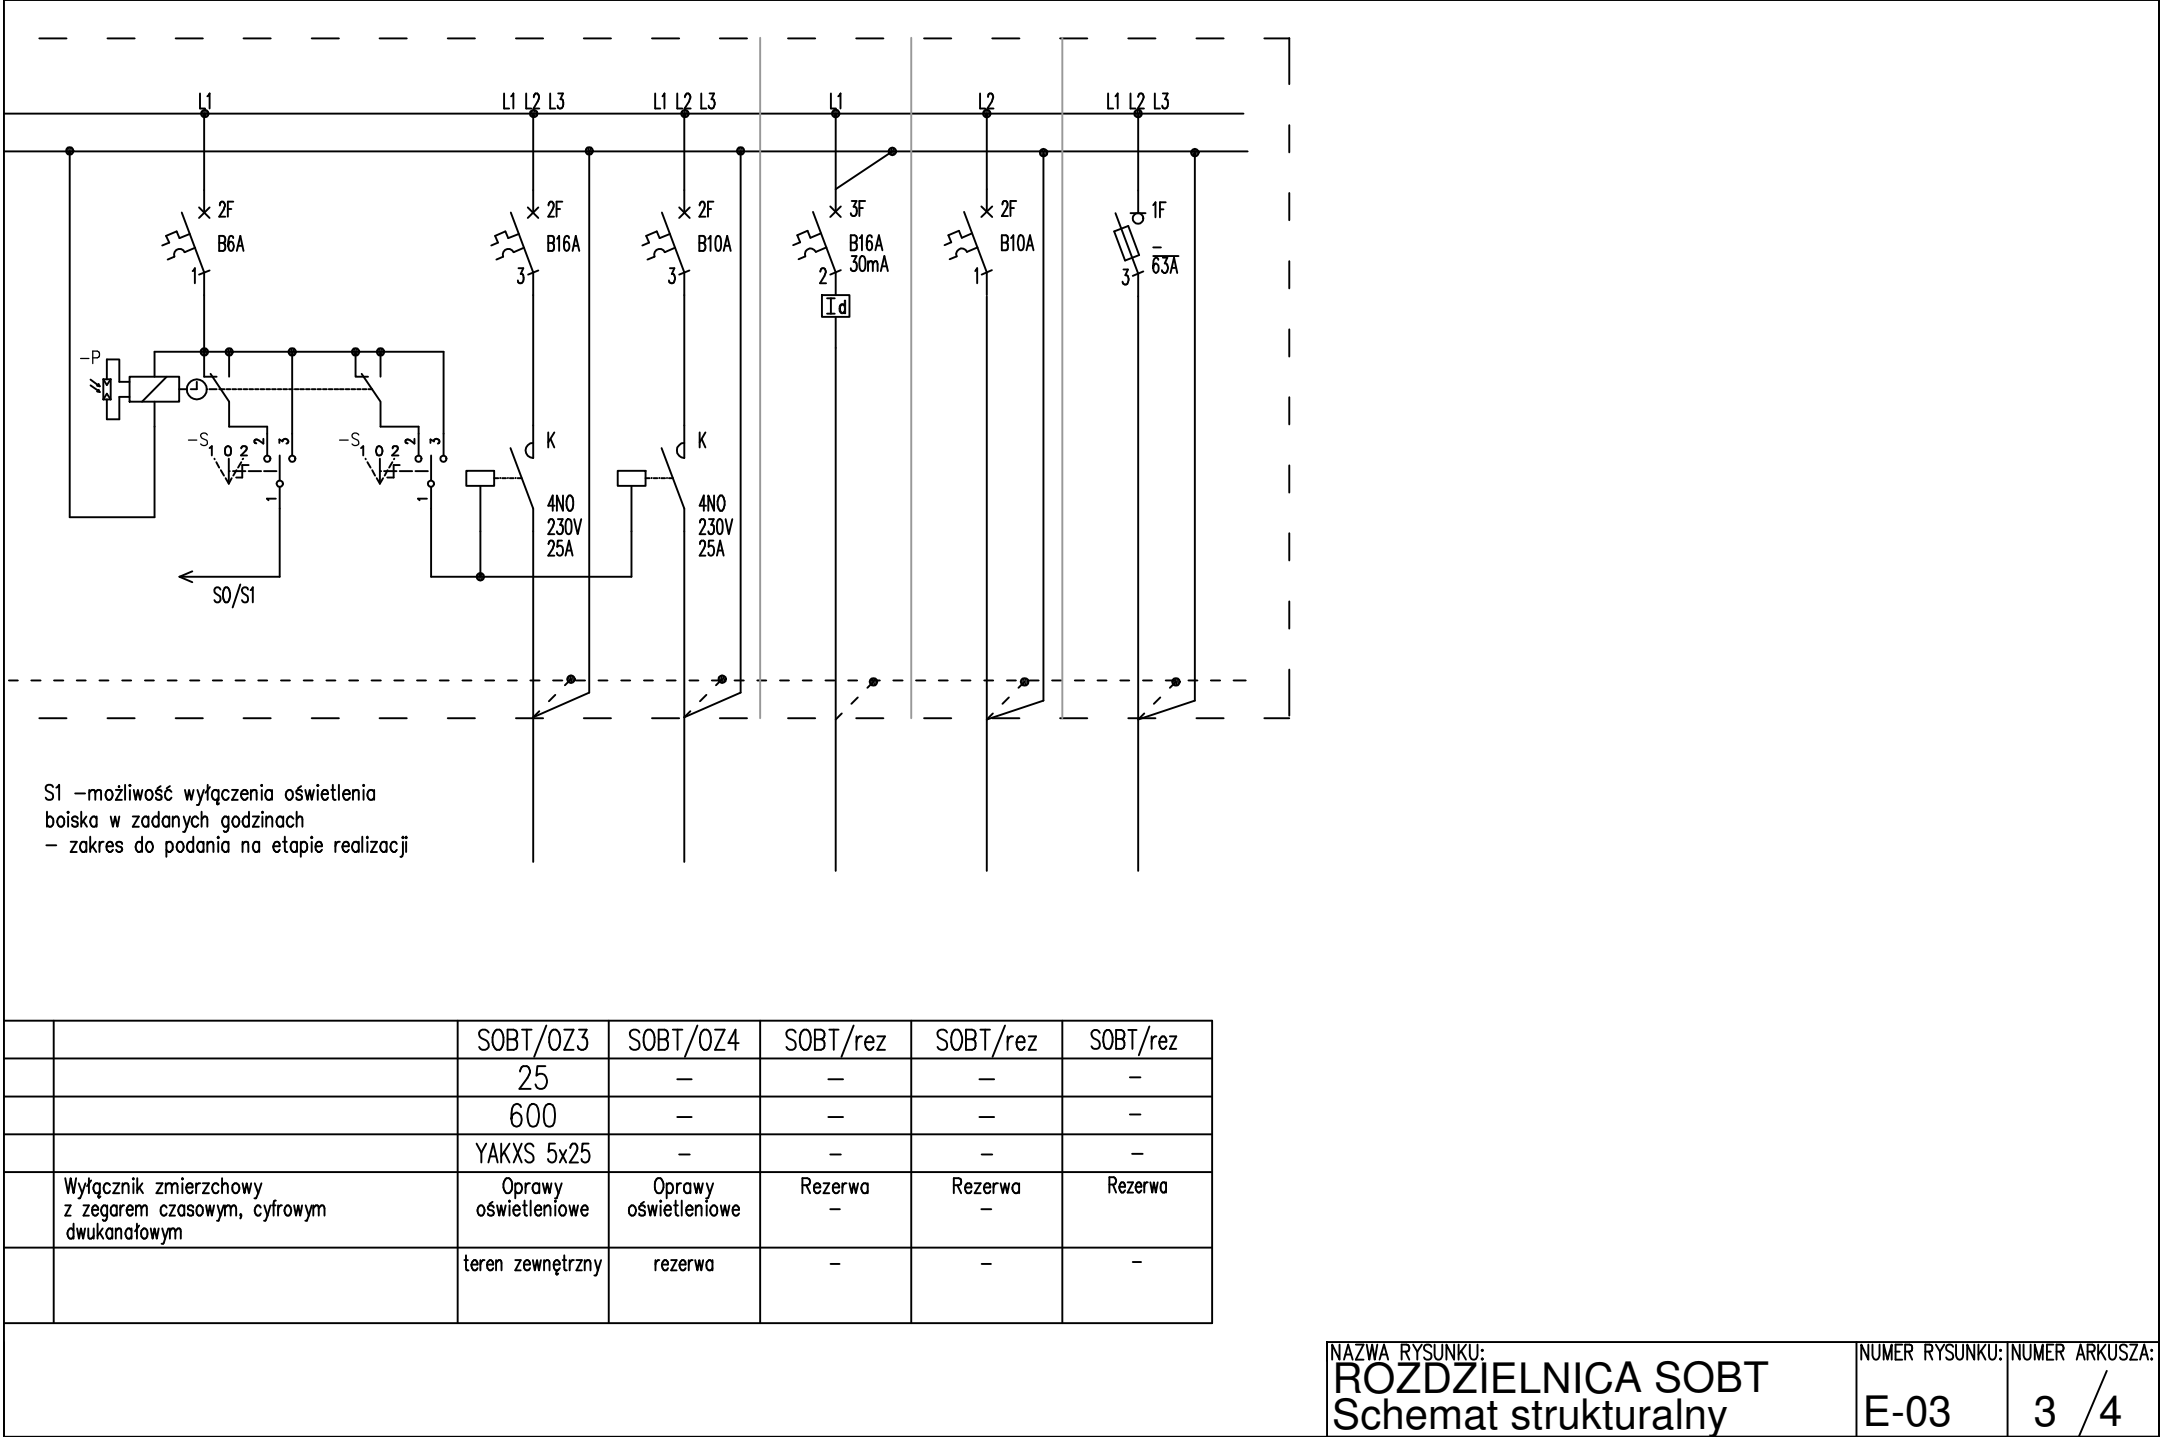 L1 L1 L2 L3 L1 L2 L3 L1 L2 L1 L2 L3
2F 2F 2F 3F 2F 1F
B6A B16A B10A B16A B10A –
30mA 63A
1 3 3 2 1 3
Id
–P
–S 1 0 2 2 3 –S 1 0 2 2 3 K K
1 1
4NO 4NO
230V 230V
25A 25A
S0/S1
S1 –możliwość wyłączenia oświetlenia
boiska w zadanych godzinach
– zakres do podania na etapie realizacji
SOBT/OZ3 SOBT/OZ4 SOBT/rez SOBT/rez SOBT/rez
25 – – – –
600 – – – –
YAKXS 5x25 – – – –
Wyłącznik zmierzchowy Oprawy Oprawy Rezerwa Rezerwa Rezerwa
z zegarem czasowym, cyfrowym oświetleniowe oświetleniowe – –
dwukanałowym
teren zewnętrzny rezerwa – – –
NAZWA RYSUNKU: NUMER RYSUNKU: NUMER ARKUSZA:
ROZDZIELNICA SOBT
Schemat strukturalny E-03 3 / 4